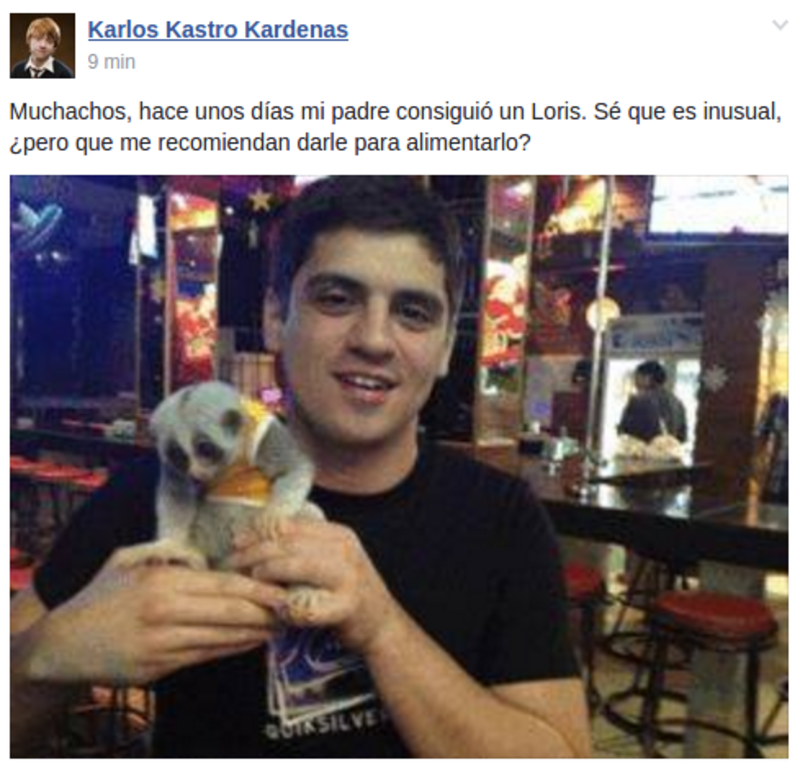 Karlos Kastro Kardenas
9 min
Muchachos, hace unos días mi padre consiguió un Loris. Sé que es inusual,
¿pero que me recomiendan darle para alimentarlo?
QUIKSILVER